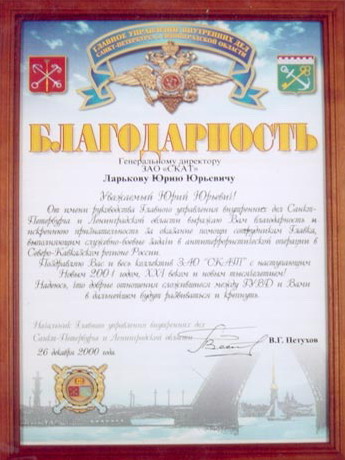 ГЛАВНОЕ УПРАВЛЕНИЕ ВНУТРЕННИХ ДЕЛ
САНКТ-ПЕТЕРБУРГА И ЛЕНИНГРАДСКОЙ ОБЛАСТИ
БЛАГОДАРНОСТЬ
Генеральному директору
ЗАО «СКАТ»
Ларькову Юрию Юрьевичу
Уважаемый Юрий Юрьевич!
От имени руководства Главного управления внутренних дел Санкт-
Петербурга и Ленинградской области выражаю Вам благодарность и
искреннюю признательность за оказание помощи сотрудникам Главка,
выполняющим служебно-боевые задачи в антитеррористической операции в
Северо-Кавказском регионе России.
Поздравляю Вас и весь коллектив ЗАО "СКАТ" с наступающим
Новым 2001 годом, XXI веком и новым тысячелетием!
Надеюсь, что добрые отношения сложившиеся между ГУВД и Вами
в дальнейшем будут развиваться и крепнуть.
Начальник Главного управления внутренних дел
Санкт-Петербурга и Ленинградской области
В.Г. Петухов
26 декабря 2000 года